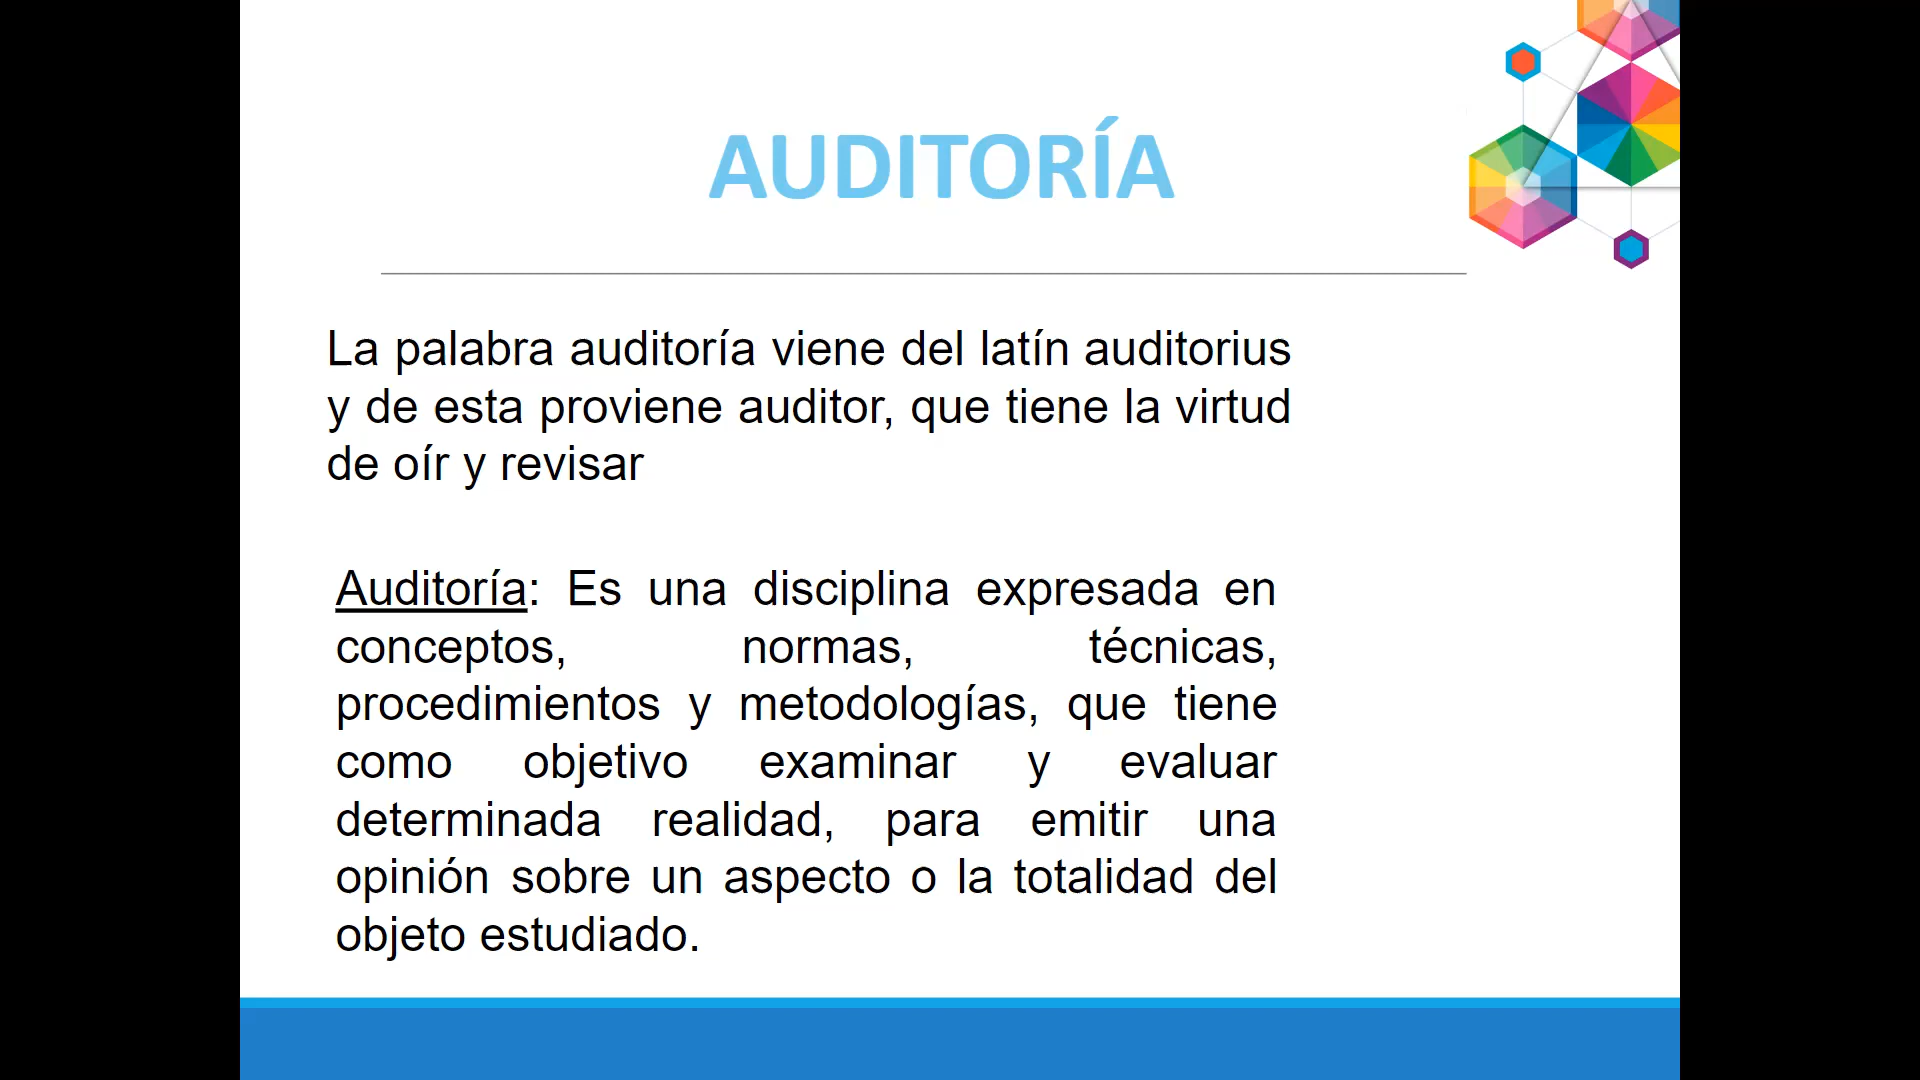 AUDITORÍA
La palabra auditoría viene del latín auditorius
y de esta proviene auditor, que tiene la virtud
de oír y revisar
Auditoría: Es una disciplina expresada en
conceptos, normas, técnicas,
procedimientos y metodologías, que tiene
como objetivo examinar y evaluar
determinada realidad, para emitir una
opinión sobre un aspecto o la totalidad del
objeto estudiado.